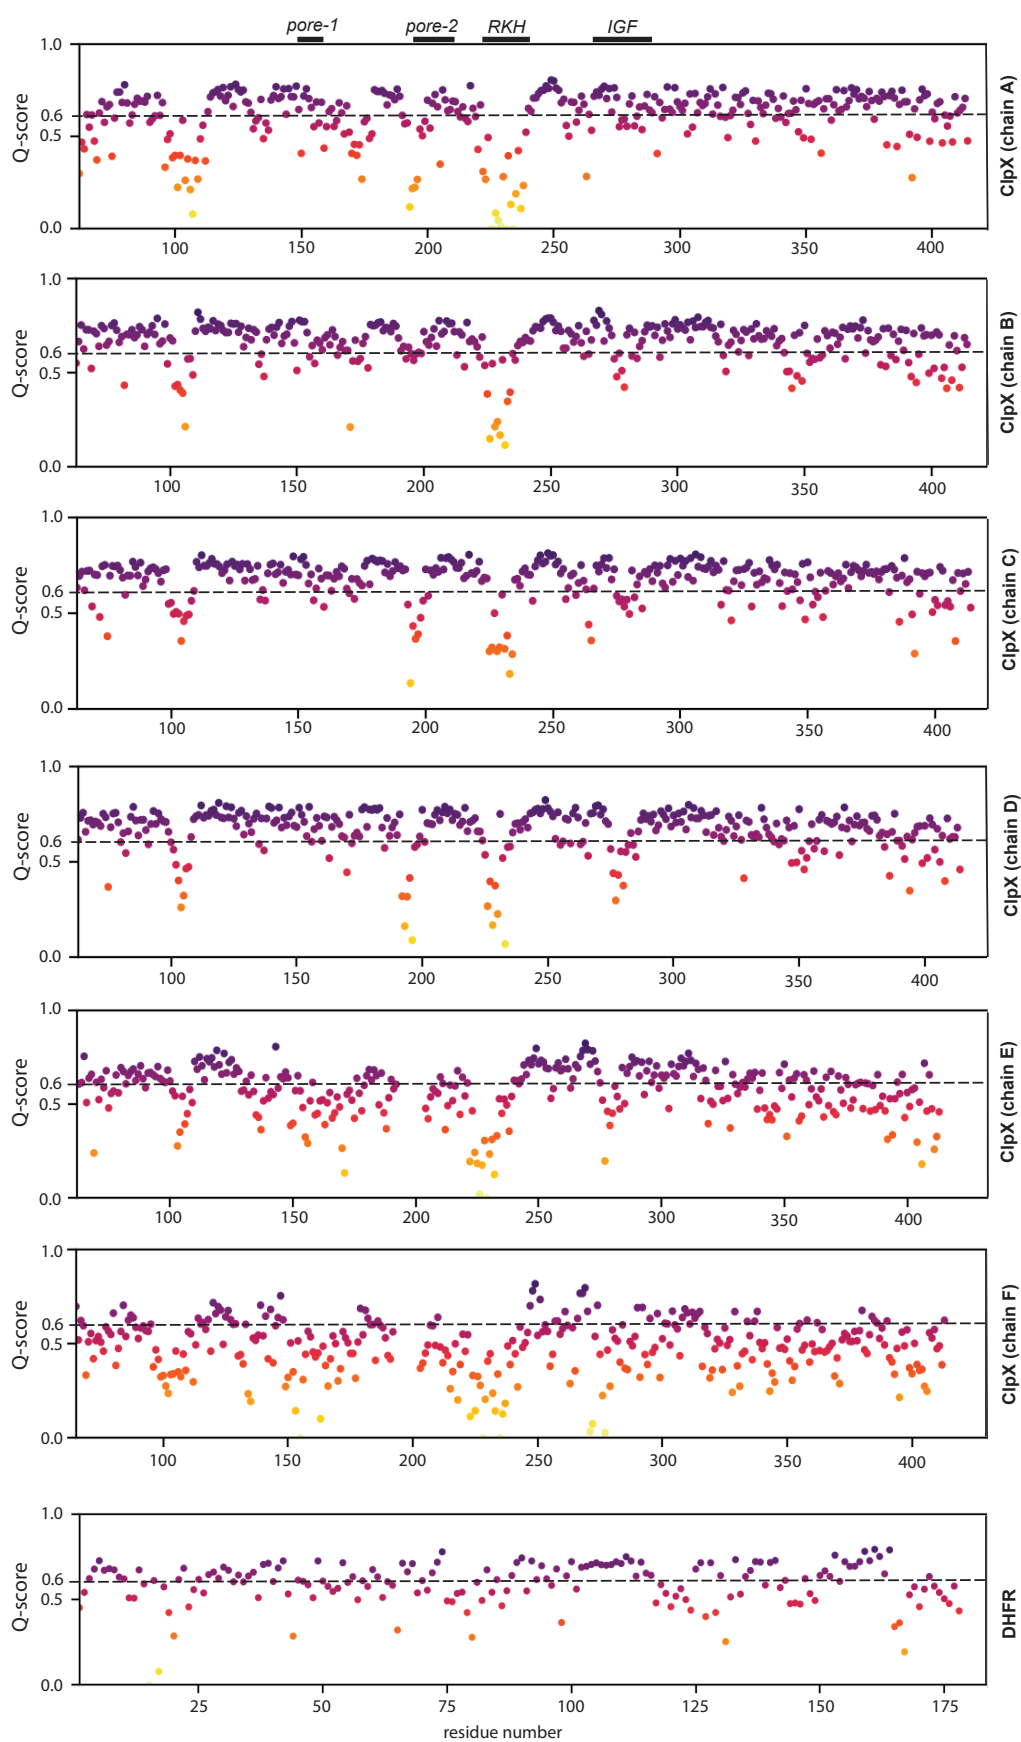 pore-1 pore-2 RKH IGF
1.0
0.6
0.5
0.0
Q-score
100 150 200 250 300 350 400
ClpX (chain A)
1.0
0.6
0.5
0.0
Q-score
100 150 200 250 300 350 400
ClpX (chain B)
1.0
0.6
0.5
0.0
Q-score
100 150 200 250 300 350 400
ClpX (chain C)
1.0
0.6
0.5
0.0
Q-score
100 150 200 250 300 350 400
ClpX (chain D)
1.0
0.6
0.5
0.0
Q-score
100 150 200 250 300 350 400
ClpX (chain E)
1.0
0.6
0.5
0.0
Q-score
100 150 200 250 300 350 400
ClpX (chain F)
1.0
0.6
0.5
0.0
Q-score
25 50 75 100 125 150 175
DHFR
residue number